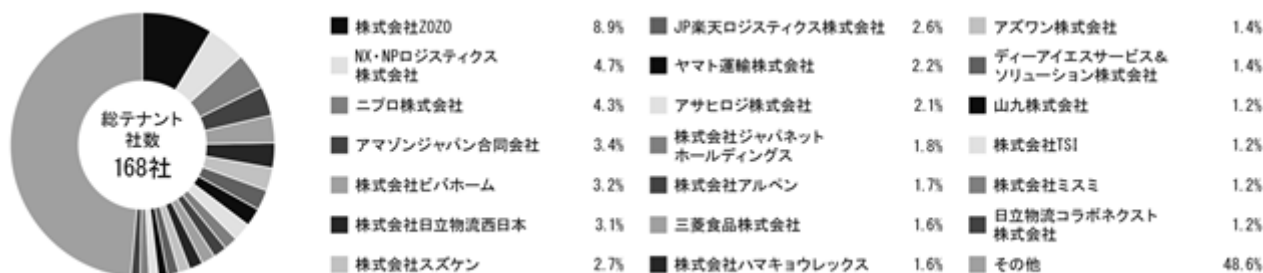 総テナント
社数
168社
株式会社ZOZO 8.9%
NX・NPロジスティクス
株式会社 4.7%
ニプロ株式会社 4.3%
アマゾンジャパン合同会社 3.4%
株式会社ビバホーム 3.2%
株式会社日立物流西日本 3.1%
株式会社スズケン 2.7%
JP楽天ロジスティクス株式会社 2.6%
ヤマト運輸株式会社 2.2%
アサヒロジ株式会社 2.1%
株式会社ジャパネット
ホールディングス 1.8%
株式会社アルペン 1.7%
三菱食品株式会社 1.6%
株式会社ハマキョウレックス 1.6%
アズワン株式会社 1.4%
ディーアイエスサービス&
ソリューション株式会社 1.4%
山九株式会社 1.2%
株式会社TSI 1.2%
株式会社ミスミ 1.2%
日立物流コラボネクスト
株式会社 1.2%
その他 48.6%